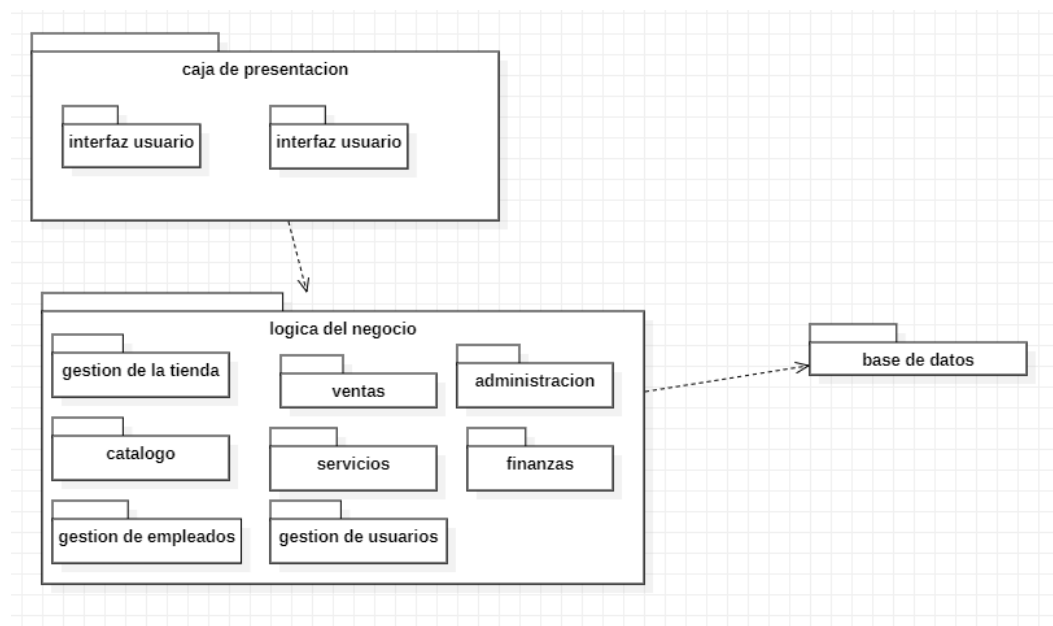 caja de presentacion
interfaz usuario
interfaz usuario
logica del negocio
gestion de la tienda
ventas
administracion
catalogo
servicios
finanzas
gestion de empleados
gestion de usuarios
base de datos